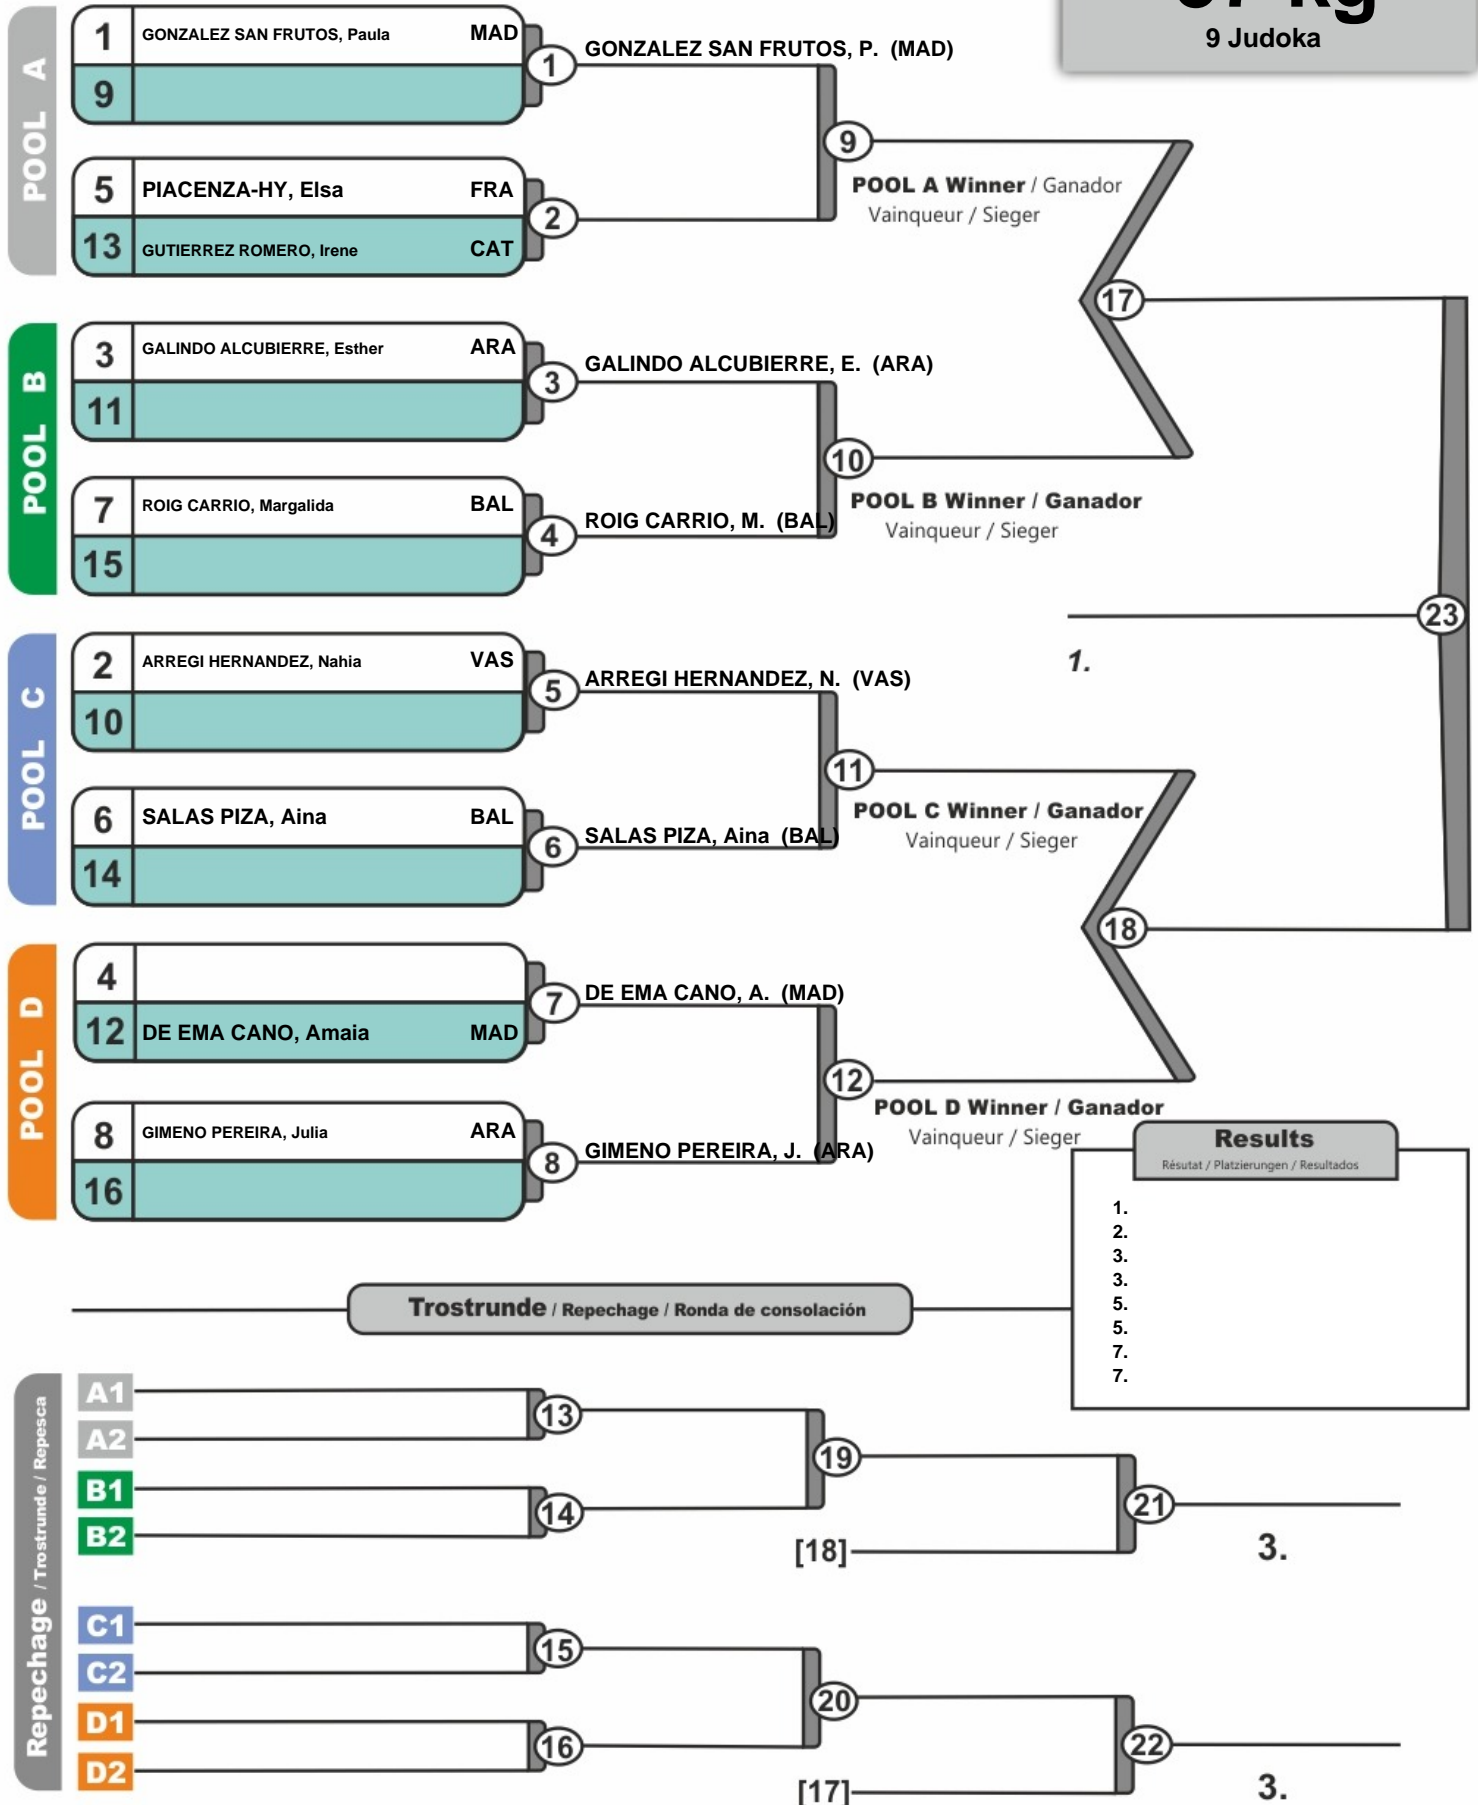 9 Judoka
POOL A
1 GONZALEZ SAN FRUTOS, Paula MAD
9
1 GONZALEZ SAN FRUTOS, P. (MAD)
5 PIACENZA-HY, Elsa FRA
13 GUTIERREZ ROMERO, Irene CAT
2
9
POOL A Winner / Ganador
Vainqueur / Sieger
17
POOL B
3 GALINDO ALCUBIERRE, Esther ARA
11
3 GALINDO ALCUBIERRE, E. (ARA)
7 ROIG CARRIO, Margalida BAL
15
4 ROIG CARRIO, M. (BAL)
10
POOL B Winner / Ganador
Vainqueur / Sieger
23
1.
POOL C
2 ARREGI HERNANDEZ, Nahia VAS
10
5 ARREGI HERNANDEZ, N. (VAS)
6 SALAS PIZA, Aina BAL
14
6 SALAS PIZA, Aina (BAL)
11
POOL C Winner / Ganador
Vainqueur / Sieger
18
POOL D
4
12 DE EMA CANO, Amaia MAD
7 DE EMA CANO, A. (MAD)
8 GIMENO PEREIRA, Julia ARA
16
8 GIMENO PEREIRA, J. (ARA)
12
POOL D Winner / Ganador
Vainqueur / Sieger
Results
Résutat / Platzierungen / Resultados
1.
2.
3.
3.
5.
5.
7.
7.
Trostrunde / Repechage / Ronda de consolación
Repechage / Trostrunde / Repesca
A1
A2
13
B1
B2
14
19
[18]
21
3.
C1
C2
15
D1
D2
16
20
[17]
22
3.